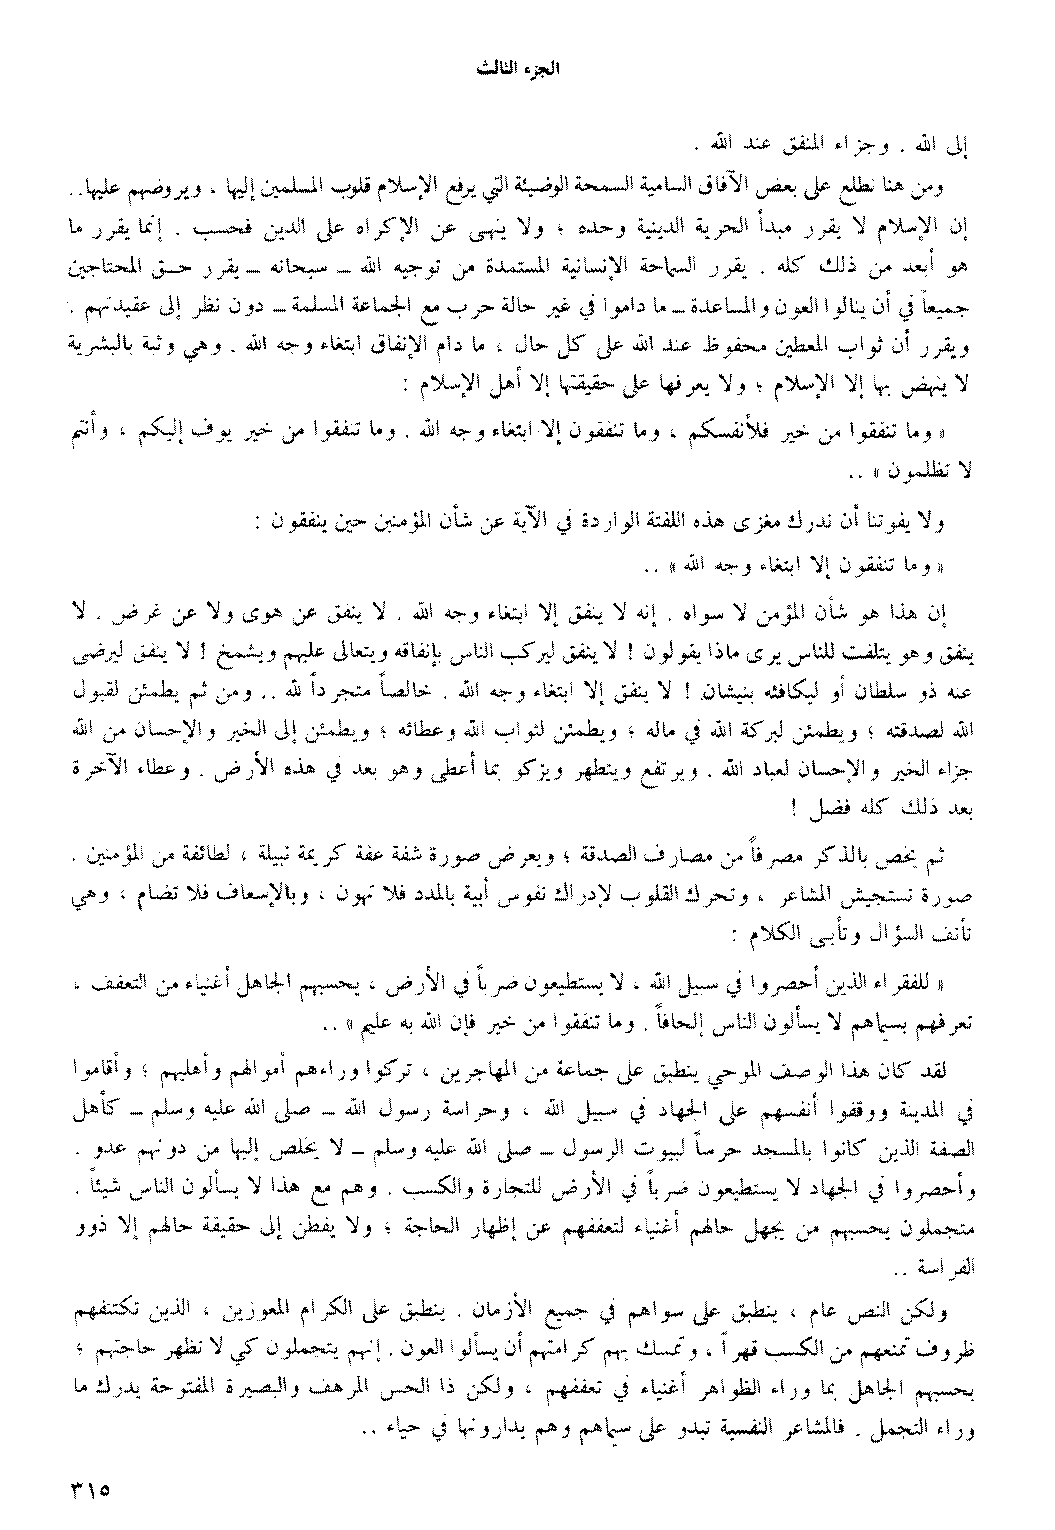 الجزء الثالث
إلى الله . وجزاء المنفق عند الله .
ومن هنا نطلع على بعض الآفاق السامية السمحة الوضيئة التي يرفع الإسلام قلوب المسلمين إليها ، ويروضهم عليها..
إن الإسلام لا يقرر مبدأ الحرية الدينية وحده ؛ ولا ينهى عن الإكراه على الدين فحسب . إنما يقرر ما
هو أبعد من ذلك كله . يقرر السماحة الإنسانية المستمدة من توجيه الله – سبحانه – يقرر حق المحتاجين
جميعاً في أن ينالوا العون والمساعدة – ما داموا في غير حالة حرب مع الجماعة المسلمة – دون نظر إلى عقيدتهم .
ويقرر أن ثواب المعطين محفوظ عند الله على كل حال ، ما دام الإنفاق ابتغاء وجه الله . وهي وثبة بالبشرية
لا ينهض بها إلا الإسلام ؛ ولا يعرفها على حقيقتها إلا أهل الإسلام :
« وما تنفقوا من خير فلأنفسكم ، وما تنفقون إلا ابتغاء وجه الله . وما تنفقوا من خير يوف إليكم ، وأنتم
لا تظلمون » ..
ولا يفوتنا أن ندرك مغزى هذه اللفتة الواردة في الآية عن شأن المؤمنين حين ينفقون :
« وما تنفقون إلا ابتغاء وجه الله » ..
إن هذا هو شأن المؤمن لا سواه . إنه لا ينفق إلا ابتغاء وجه الله . لا ينفق عن هوى ولا عن غرض . لا
ينفق وهو يتلفت للناس يرى ماذا يقولون ! لا ينفق ليركب الناس بإنفاقه ويتعالى عليهم ويشمخ ! لا ينفق ليرضى
عنه ذو سلطان أو ليكافئه بنيشان ! لا ينفق إلا ابتغاء وجه الله . خالصاً متجرداً لله .. ومن ثم يطمئن لقبول
الله لصدقته ؛ ويطمئن لبركة الله في ماله ؛ ويطمئن لثواب الله وعطائه ؛ ويطمئن إلى الخير والإحسان من الله
جزاء الخير والإحسان لعباد الله . ويرتفع ويتطهر ويزكو بما أعطى وهو بعد في هذه الأرض . وعطاء الآخرة
بعد ذلك كله فضل !
ثم يخص بالذكر مصرفاً من مصارف الصدقة ؛ ويعرض صورة شفة عفة كريمة نبيلة ، لطائفة من المؤمنين .
صورة تستجيش المشاعر ، وتحرك القلوب لإدراك نفوس أبية بالمدد فلا تهون ، وبالإسعاف فلا تضام ، وهي
تأنف السؤال وتأبى الكلام :
« للفقراء الذين أحصروا في سبيل الله ، لا يستطيعون ضرباً في الأرض ، يحسبهم الجاهل أغنياء من التعفف ،
تعرفهم بسيماهم لا يسألون الناس إلحافاً . وما تنفقوا من خير فإن الله به عليم » ..
لقد كان هذا الوصف الموحي ينطبق على جماعة من المهاجرين ، تركوا وراءهم أموالهم وأهليهم ؛ وأقاموا
في المدينة ووقفوا أنفسهم على الجهاد في سبيل الله ، وحراسة رسول الله – صلى الله عليه وسلم – كأهل
الصفة الذين كانوا بالمسجد حرساً لبيوت الرسول – صلى الله عليه وسلم – لا يخلص إليها من دونهم عدو .
وأحصروا في الجهاد لا يستطيعون ضرباً في الأرض للتجارة والكسب . وهم مع هذا لا يسألون الناس شيئاً .
متجملون يحسبهم من يجهل حالهم أغنياء لتعففهم عن إظهار الحاجة ؛ ولا يفطن إلى حقيقة حالهم إلا ذوو
الفراسة ..
ولكن النص عام ، ينطبق على سواهم في جميع الأزمان . ينطبق على الكرام المعوزين ، الذين تكتنفهم
ظروف تمنعهم من الكسب قهراً ، وتمسك بهم كرامتهم أن يسألوا العون . إنهم يتجملون كي لا تظهر حاجتهم ؛
يحسبهم الجاهل بما وراء الظواهر أغنياء في تعففهم ، ولكن ذا الحس المرهف والبصيرة المفتوحة يدرك ما
وراء التجمل . فالمشاعر النفسية تبدو على سيماهم وهم يدارونها في حياء ..
٣١٥